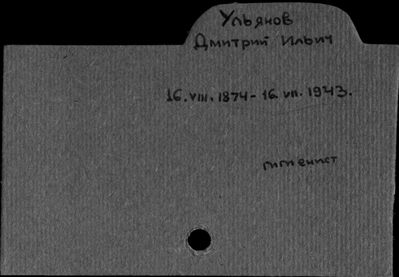 Ульянов
Дмитрий Ильич
16.VIII.1874 - 16.VII.1943.
гигиенист